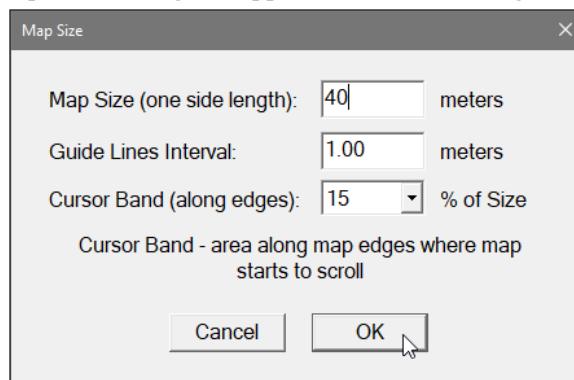 Map Size
Map Size (one side length): 40 meters
Guide Lines Interval: 1.00 meters
Cursor Band (along edges): 15 % of Size
Cursor Band - area along map edges where map
starts to scroll
Cancel OK